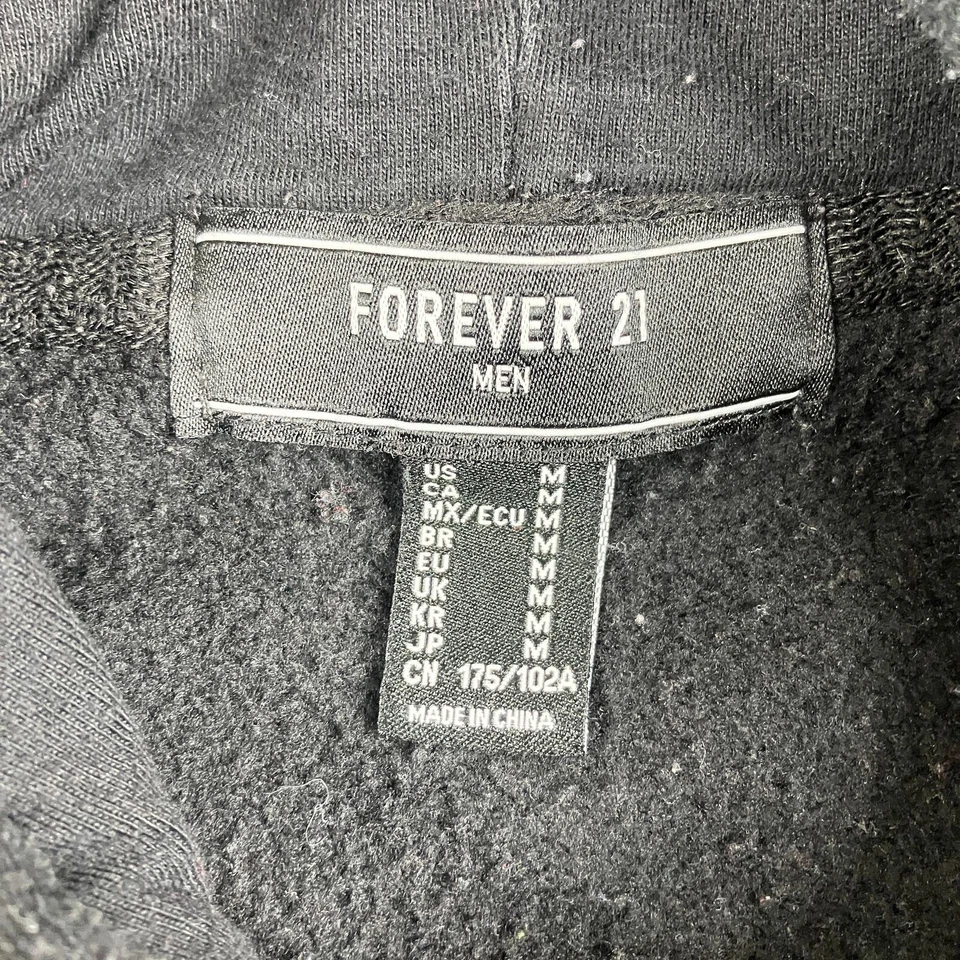 FOREVER 21
MEN
US M
CA M
MX/ECU M
BR M
EU M
UK M
KR M
JP M
CN 175/102A
MADE IN CHINA